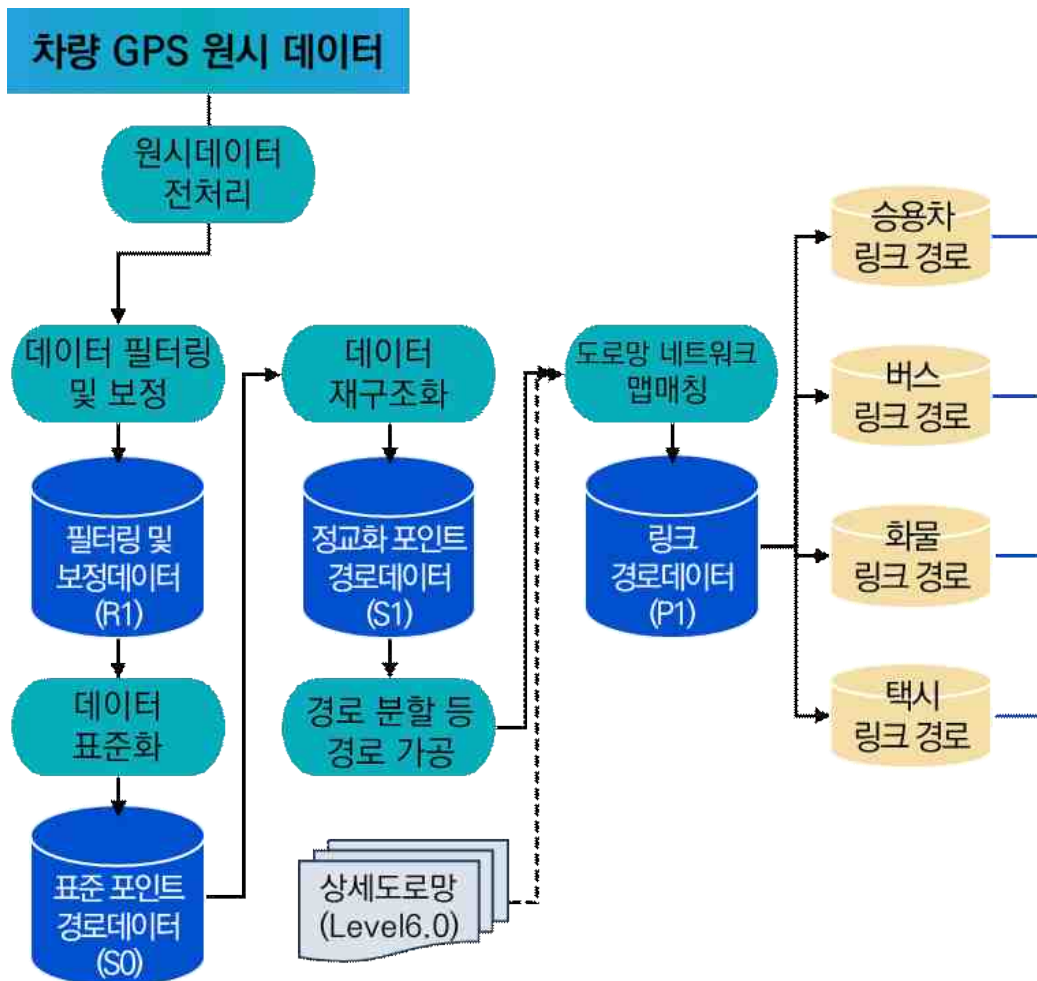 차량 GPS 원시 데이터
원시데이터
전처리
데이터 필터링
및 보정
필터링 및
보정데이터
(R1)
데이터
표준화
표준 포인트
경로데이터
(S0)
데이터
재구조화
정교화 포인트
경로데이터
(S1)
경로 분할 등
경로 가공
상세도로망
(Level6.0)
도로망 네트워크
맵매칭
링크
경로데이터
(P1)
승용차
링크 경로
버스
링크 경로
화물
링크 경로
택시
링크 경로